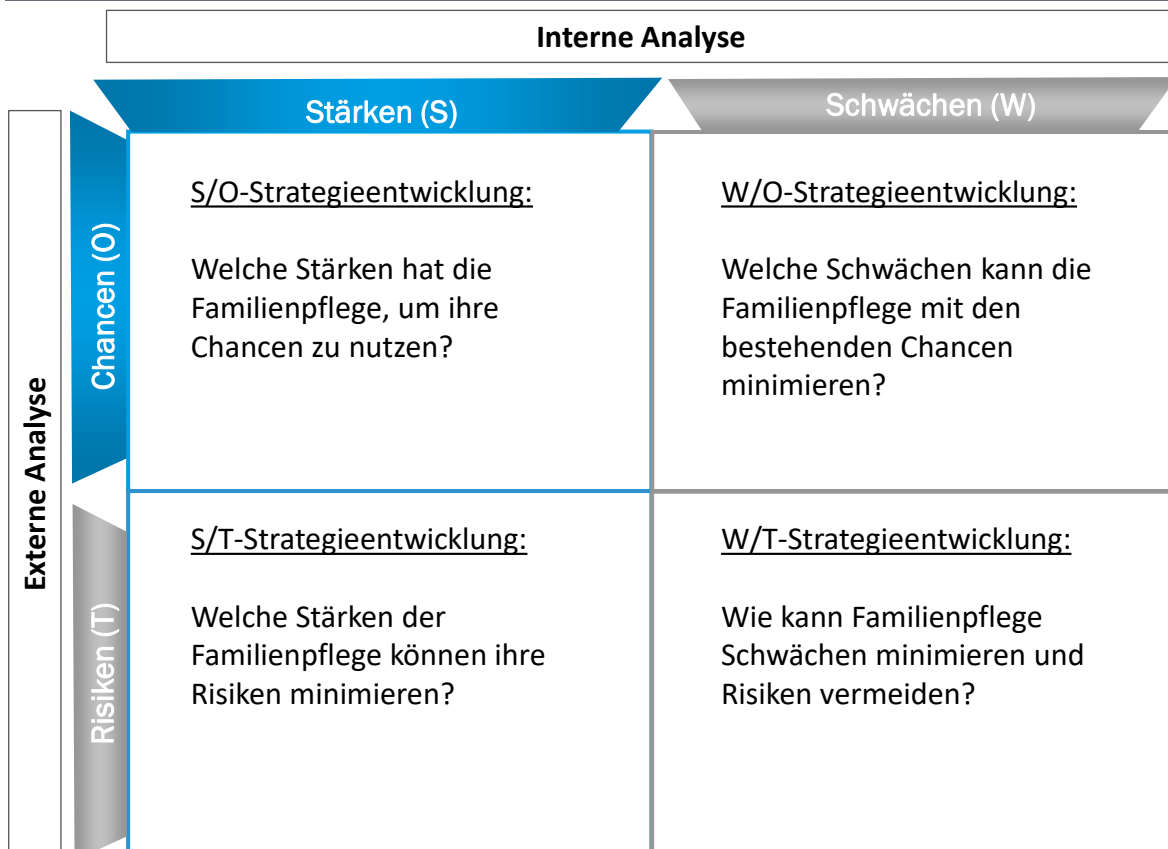 Interne Analyse
Stärken (S)
Schwächen (W)
Externe Analyse
Chancen (O)
S/O-Strategieentwicklung:
Welche Stärken hat die
Familienpflege, um ihre
Chancen zu nutzen?
W/O-Strategieentwicklung:
Welche Schwächen kann die
Familienpflege mit den
bestehenden Chancen
minimieren?
Risiken (T)
S/T-Strategieentwicklung:
Welche Stärken der
Familienpflege können ihre
Risiken minimieren?
W/T-Strategieentwicklung:
Wie kann Familienpflege
Schwächen minimieren und
Risiken vermeiden?